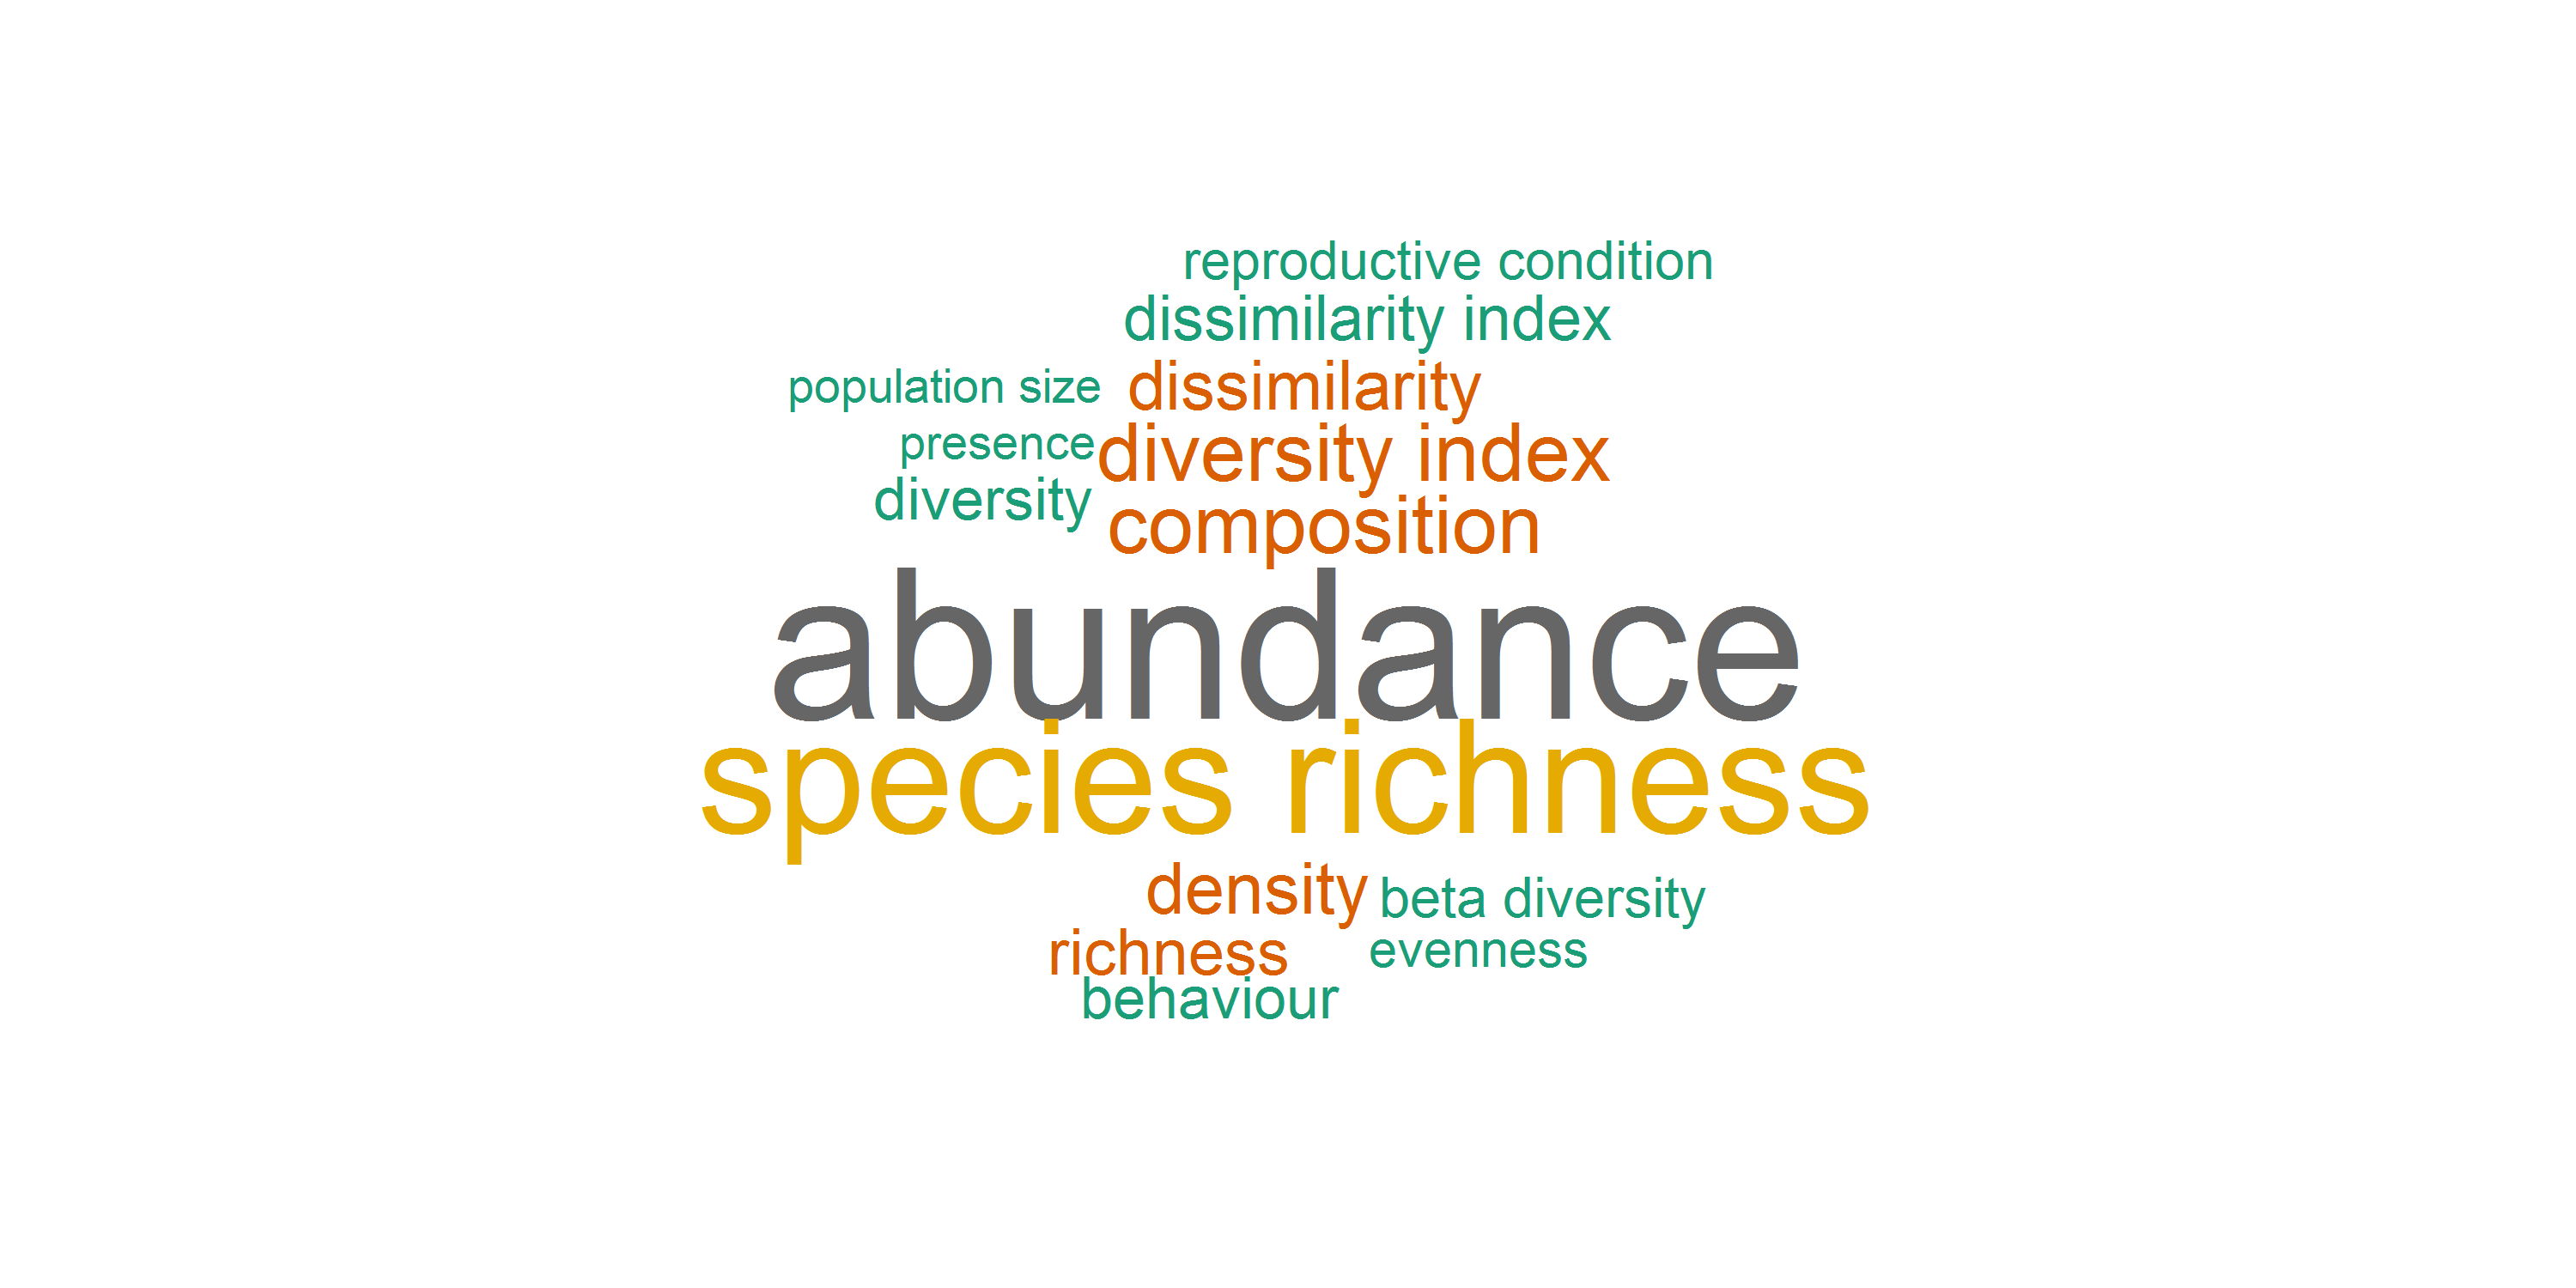 reproductive condition
dissimilarity index
population size
dissimilarity
presence
diversity index
diversity
composition
abundance
species richness
density
beta diversity
richness
evenness
behaviour